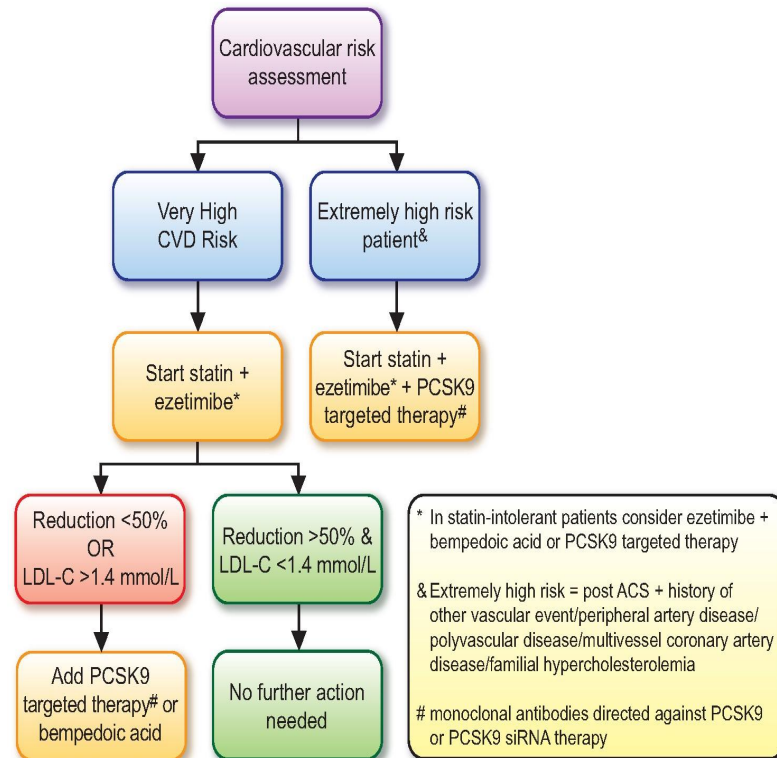 Cardiovascular risk
assessment
Very High
CVD Risk
Extremely high risk
patient&
Start statin +
ezetimibe*
Start statin +
ezetimibe* + PCSK9
targeted therapy#
Reduction <50%
OR
LDL-C >1.4 mmol/L
Reduction >50% &
LDL-C <1.4 mmol/L
Add PCSK9
targeted therapy# or
bempedoic acid
No further action
needed
* In statin-intolerant patients consider ezetimibe +
bempedoic acid or PCSK9 targeted therapy
& Extremely high risk = post ACS + history of
other vascular event/peripheral artery disease/
polyvascular disease/multivessel coronary artery
disease/familial hypercholesterolemia
# monoclonal antibodies directed against PCSK9
or PCSK9 siRNA therapy